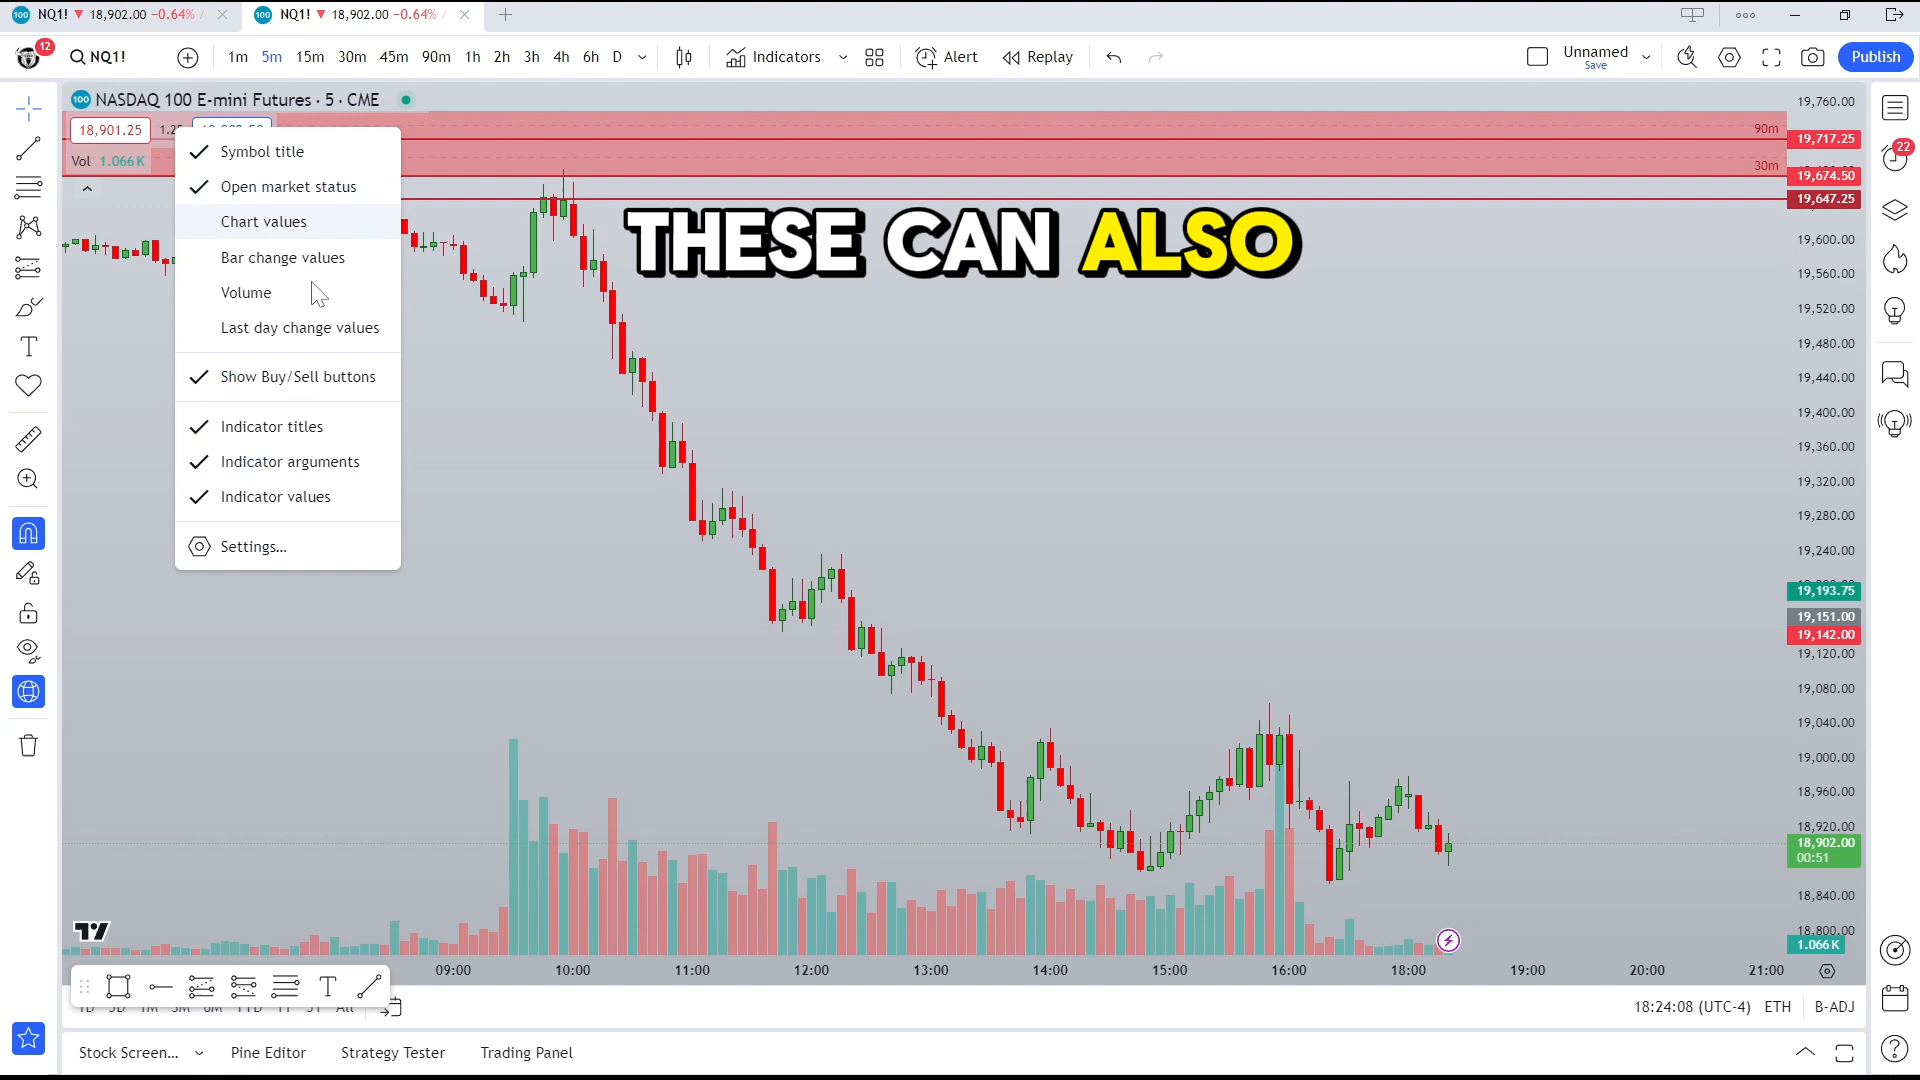 100 NQ1! ▼ 18,902.00 −0.64% /
100 NQ1! ▼ 18,902.00 −0.64% /
12
NQ1!
1m 5m 15m 30m 45m 90m 1h 2h 3h 4h 6h D
Indicators
Alert
Replay
Unnamed
Save
Publish
100 NASDAQ 100 E-mini Futures · 5 · CME
18,901.25
Vol 1.066 K
Symbol title
Open market status
Chart values
Bar change values
Volume
Last day change values
Show Buy/Sell buttons
Indicator titles
Indicator arguments
Indicator values
Settings...
THESE CAN ALSO
90m
30m
19,760.00
19,717.25
19,674.50
19,647.25
19,600.00
19,560.00
19,520.00
19,480.00
19,440.00
19,400.00
19,360.00
19,320.00
19,280.00
19,240.00
19,193.75
19,151.00
19,142.00
19,120.00
19,080.00
19,040.00
19,000.00
18,960.00
18,920.00
18,902.00
00:51
18,840.00
18,800.00
1.066 K
22
09:00 10:00 11:00 12:00 13:00 14:00 15:00 16:00 18:00 19:00 20:00 21:00
18:24:08 (UTC-4) ETH B-ADJ
Stock Screen... Pine Editor Strategy Tester Trading Panel